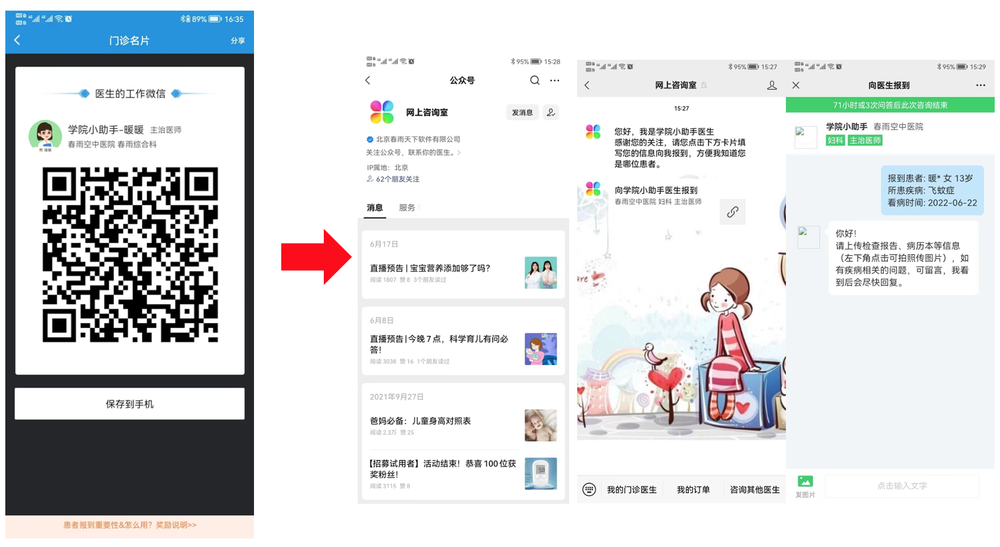 89% 16:35
门诊名片
分享
医生的工作微信
学院小助手-暖暖 主治医师
春雨空中医院 春雨综合科
保存到手机
患者报到重要性&怎么用？奖励说明>>
95% 15:28
公众号
网上咨询室
发消息
北京春雨天下软件有限公司
关注公众号，联系你的医生。
IP属地：北京
62个朋友关注
消息
服务
6月17日
直播预告 | 宝宝营养添加够了吗？
阅读 1807 赞 8 3个朋友读过
6月8日
直播预告 | 今晚 7 点，科学育儿有问必
答！
阅读 3038 赞 16 1个朋友读过
2021年9月27日
爸妈必备：儿童身高对照表
阅读 2.3万 赞 25
【招募试用者】活动结束！恭喜 100 位获
奖粉丝！
阅读 3115 赞 8
95% 15:27
网上咨询室
15:27
您好，我是学院小助手医生
感谢您的关注，请您点击下方卡片填
写您的信息向我报到，方便我知道您
是哪位患者。
向学院小助手医生报到
春雨空中医院 妇科 主治医师
我的门诊医生
我的订单
咨询其他医生
95% 15:29
向医生报到
71小时或3次问答后此次咨询结束
学院小助手 春雨空中医院
妇科 主治医师
报到患者: 暖* 女 13岁
所患疾病: 飞蚊症
看病时间: 2022-06-22
你好！
请上传检查报告、病历本等信息
（左下角点击可拍照传图片），如
有疾病相关的问题，可留言，我看
到后会尽快回复。
发图片
点击输入文字